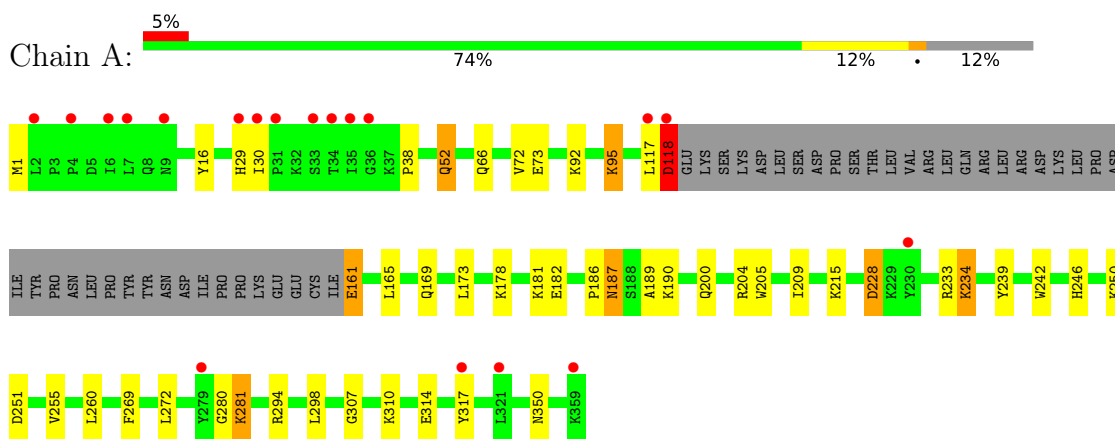 5%
Chain A:
74% 12% • 12%
M1 L2 P3 P4 D5 I6 L7 Q8 N9 Y16 H29 I30 P31 K32 S33 T34 I35 G36 K37 P38 Q52 Q66 V72 E73 K92 K95 L117 D118 GLU LYS SER LYS ASP LEU SER ASP PRO SER THR LEU VAL ARG LEU GLN ARG LEU ARG ASP LYS LEU PRO ASP
ILE TYR PRO ASN LEU PRO TYR TYR ASN ASP ILE PRO PRO LYS GLU GLU CYS ILE E161 L165 Q169 L173 K178 K181 E182 P186 N187 S188 A189 K190 Q200 R204 W205 I209 K215 D228 K229 Y230 R233 K234 Y239 W242 H246 K250
D251 V255 L260 F269 L272 Y279 G280 K281 R294 L298 G307 K310 E314 Y317 L321 N350 K359